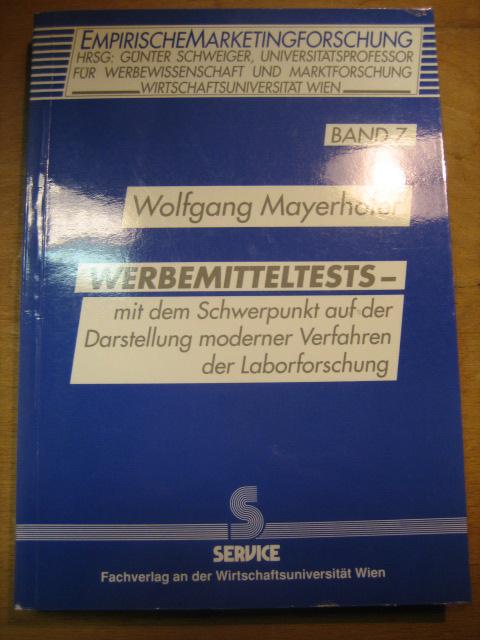 EMPIRISCHEMARKETINGFORSCHUNG
HRSG: GÜNTER SCHWEIGER, UNIVERSITÄTSPROFESSOR
FÜR WERBEWISSENSCHAFT UND MARKTFORSCHUNG
WIRTSCHAFTSUNIVERSITÄT WIEN
BAND 7
Wolfgang Mayerhofer
WERBEMITTELTESTS –
mit dem Schwerpunkt auf der
Darstellung moderner Verfahren
der Laborforschung
S
SERVICE
Fachverlag an der Wirtschaftsuniversität Wien